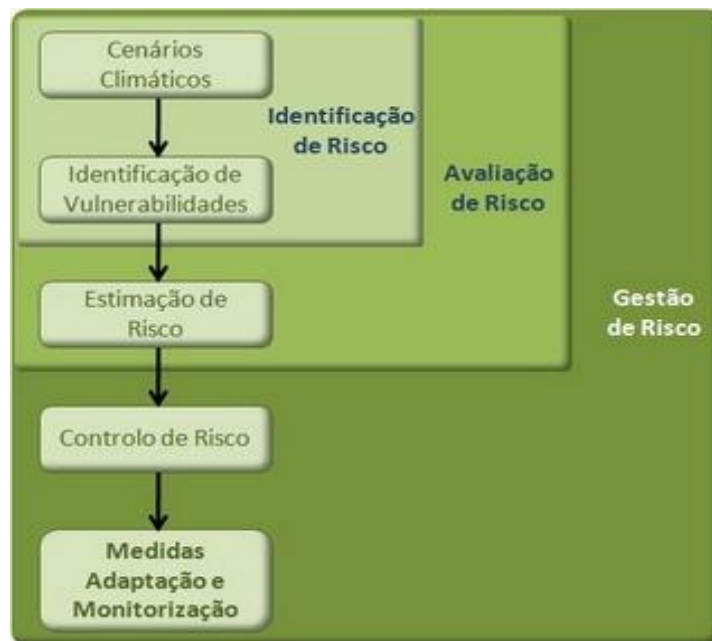 Cenários
Climáticos
Identificação
de Risco
Identificação de
Vulnerabilidades
Avaliação
de Risco
Estimação de
Risco
Gestão
de Risco
Controlo de Risco
Medidas
Adaptação e
Monitorização